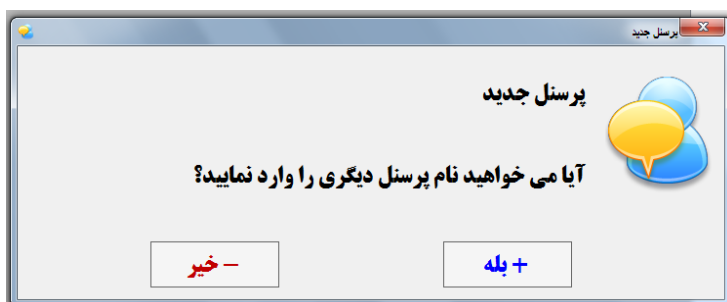 پرسنل جدید
پرسنل جدید
آیا می خواهید نام پرسنل دیگری را وارد نمایید؟
+ بله
− خیر